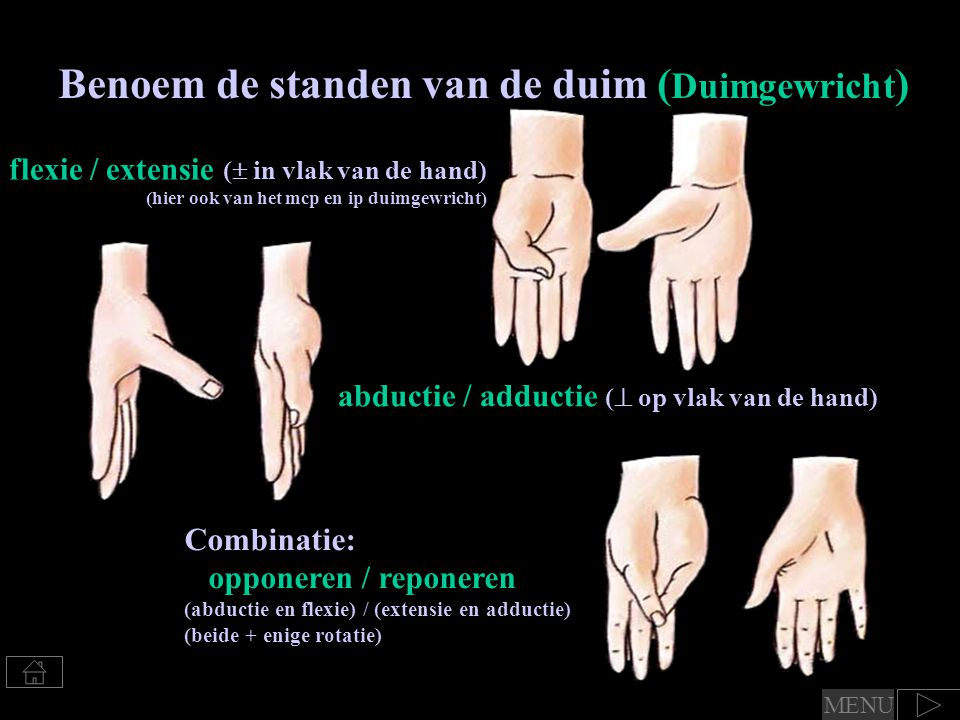 Benoem de standen van de duim (Duimgewricht)
flexie / extensie (± in vlak van de hand)
(hier ook van het mcp en ip duimgewricht)
abductie / adductie (⊥ op vlak van de hand)
Combinatie:
opponeren / reponeren
(abductie en flexie) / (extensie en adductie)
(beide + enige rotatie)
MENU